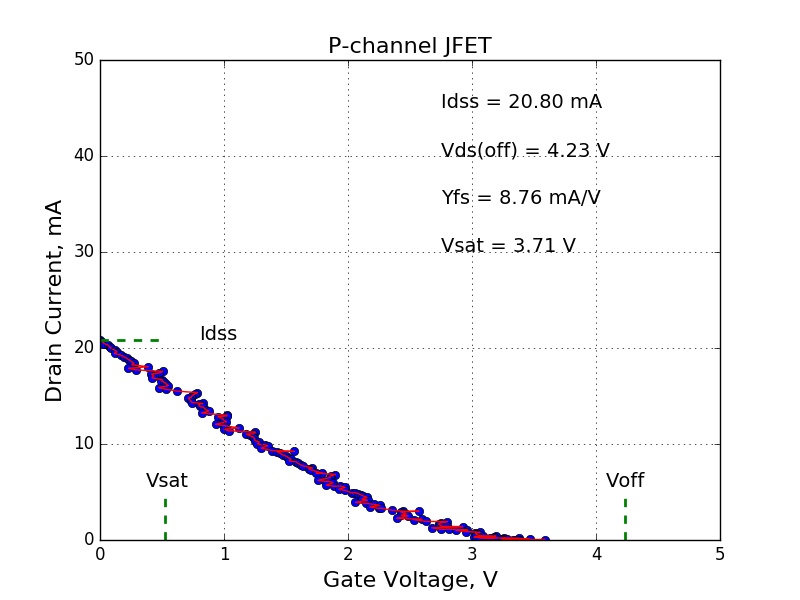 P-channel JFET
50
Idss = 20.80 mA
40
Vds(off) = 4.23 V
Yfs = 8.76 mA/V
30
Vsat = 3.71 V
Drain Current, mA
20
Idss
10
Vsat
Voff
0
0 1 2 3 4 5
Gate Voltage, V